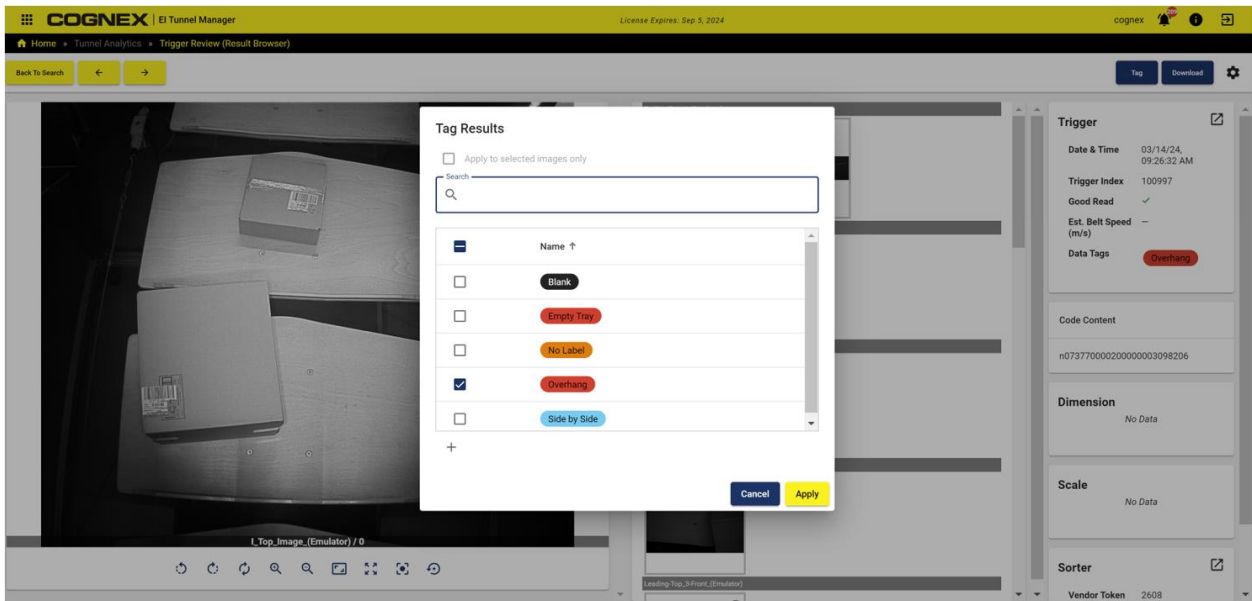 COGNEX | EI Tunnel Manager
License Expires: Sep 5, 2024
cognex
Home » Tunnel Analytics » Trigger Review (Result Browser)
Back To Search
Tag
Download
Tag Results
Apply to selected images only
Search
Name ↑
Blank
Empty Tray
No Label
Overhang
Side by Side
+
Cancel
Apply
I_Top_Image_(Emulator) / 0
Leading-Top_3-Front_(Emulator)
Trigger
Date & Time 03/14/24,
09:26:32 AM
Trigger Index 100997
Good Read
Est. Belt Speed –
(m/s)
Data Tags Overhang
Code Content
n073770000200000003098206
Dimension
No Data
Scale
No Data
Sorter
Vendor Token 2608